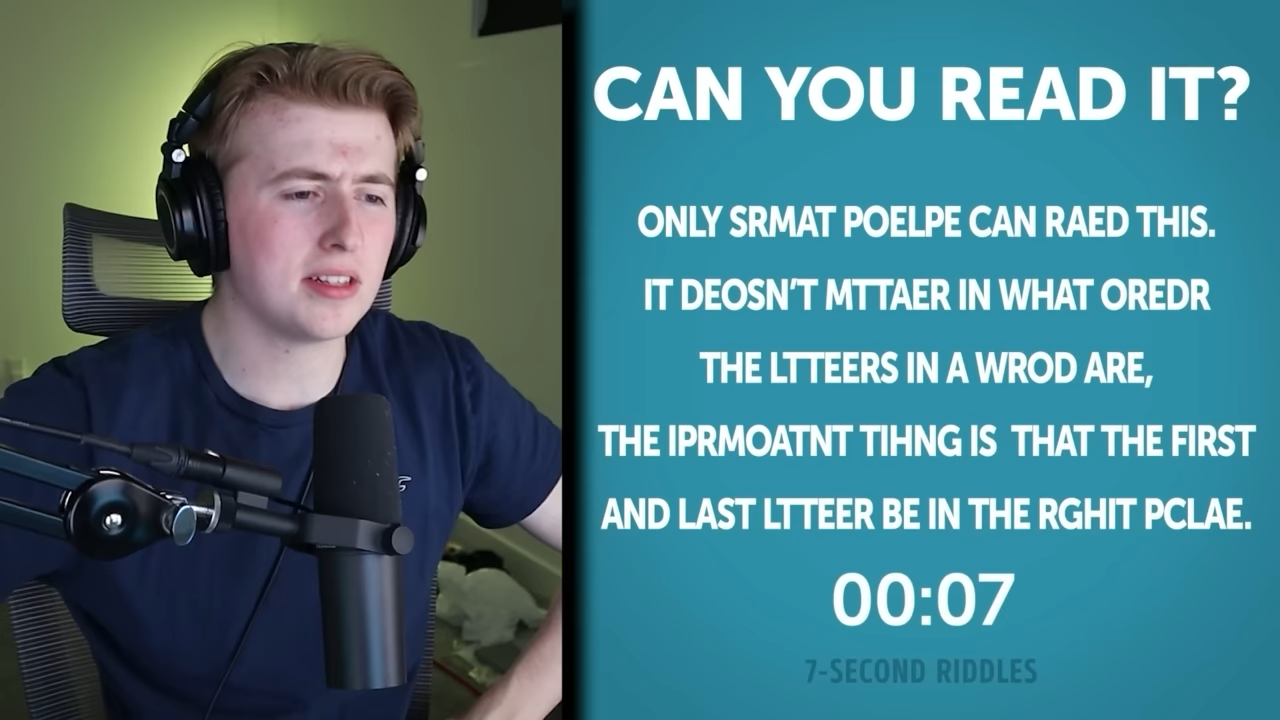 CAN YOU READ IT?
ONLY SRMAT POELPE CAN RAED THIS.
IT DEOSN'T MTTAER IN WHAT OREDR
THE LTTEERS IN A WROD ARE,
THE IPRMOATNT TIHNG IS THAT THE FIRST
AND LAST LTTEER BE IN THE RGHIT PCLAE.
00:07
7-SECOND RIDDLES